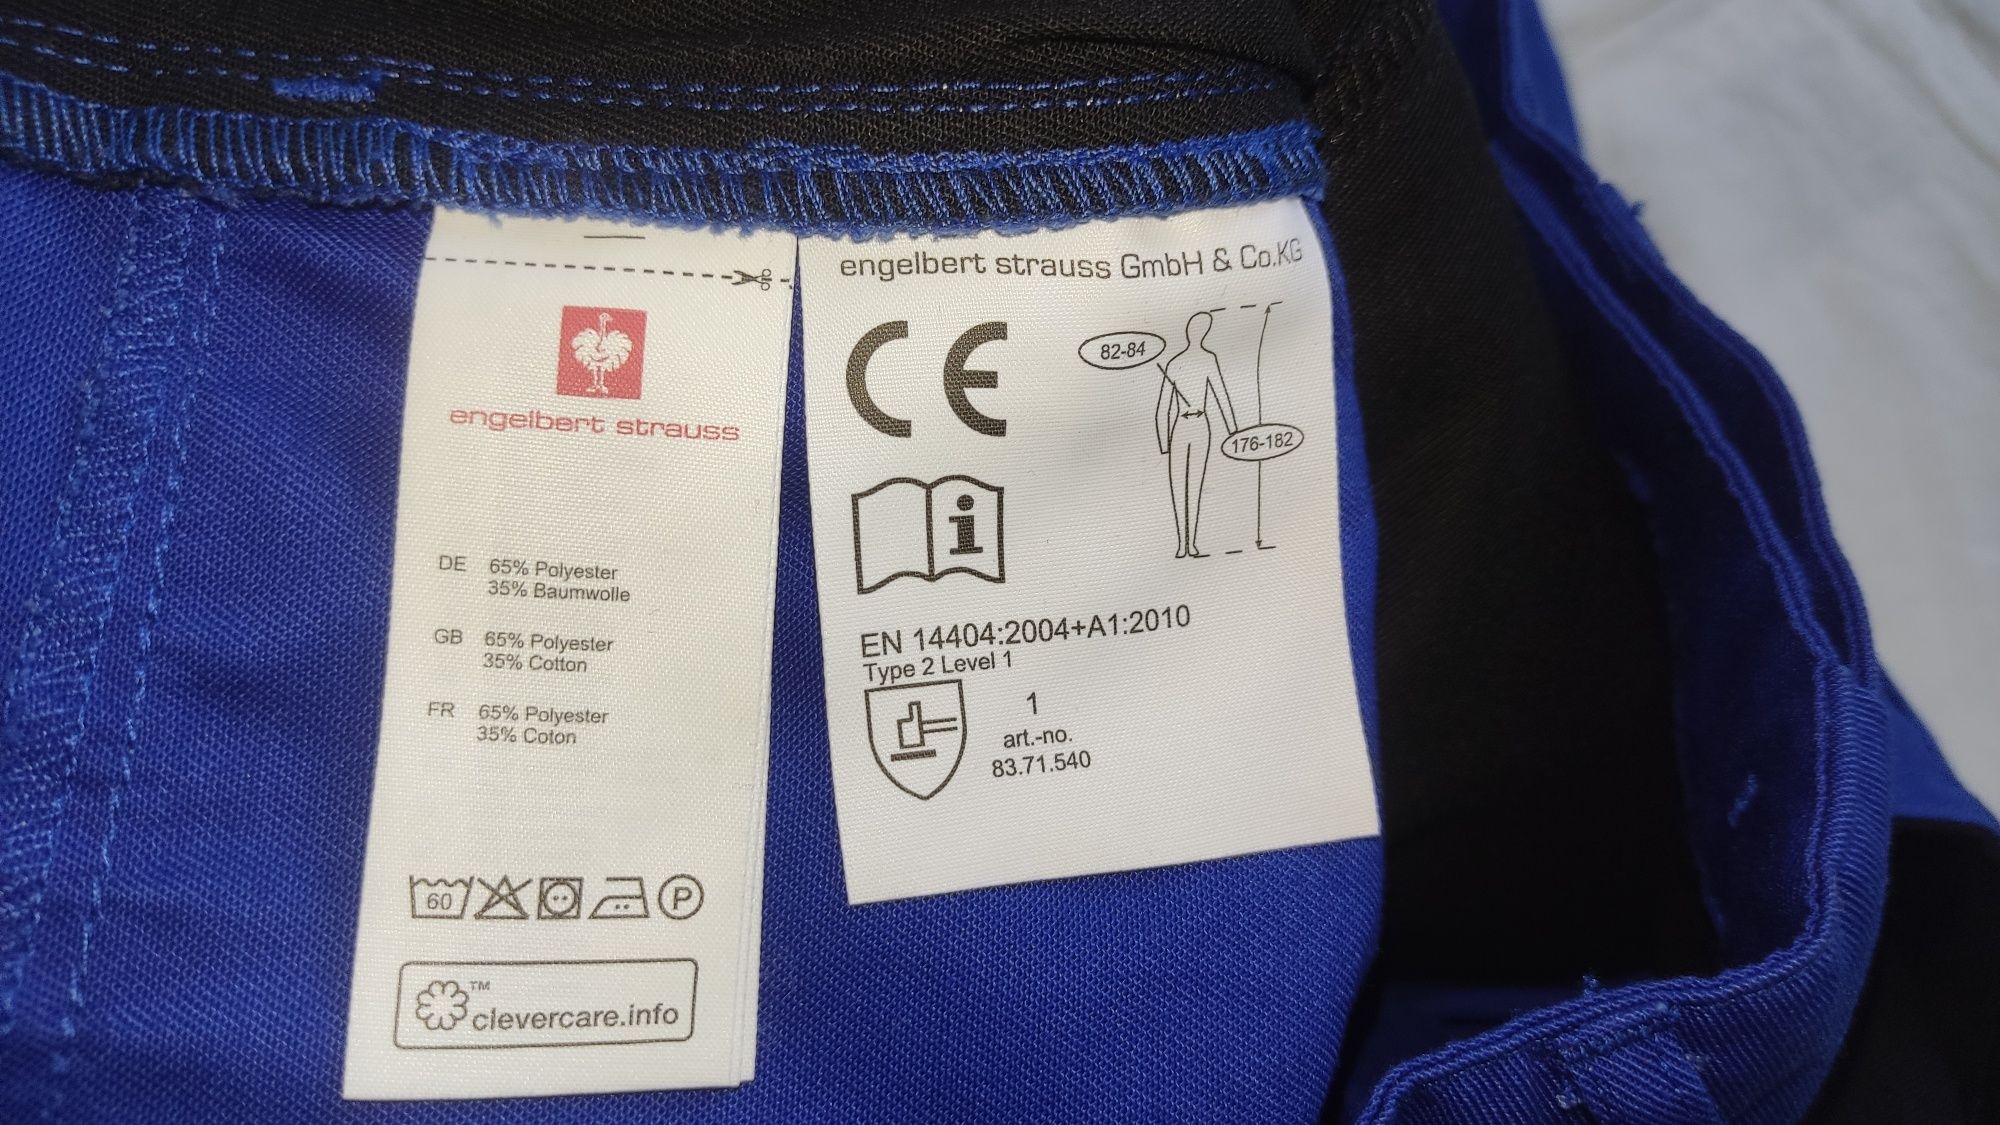 engelbert strauss
DE 65% Polyester
35% Baumwolle
GB 65% Polyester
35% Cotton
FR 65% Polyester
35% Coton
60
P
TM
clevercare.info
engelbert strauss GmbH & Co.KG
CE
82-84
176-182
i
EN 14404:2004+A1:2010
Type 2 Level 1
1
art.-no.
83.71.540